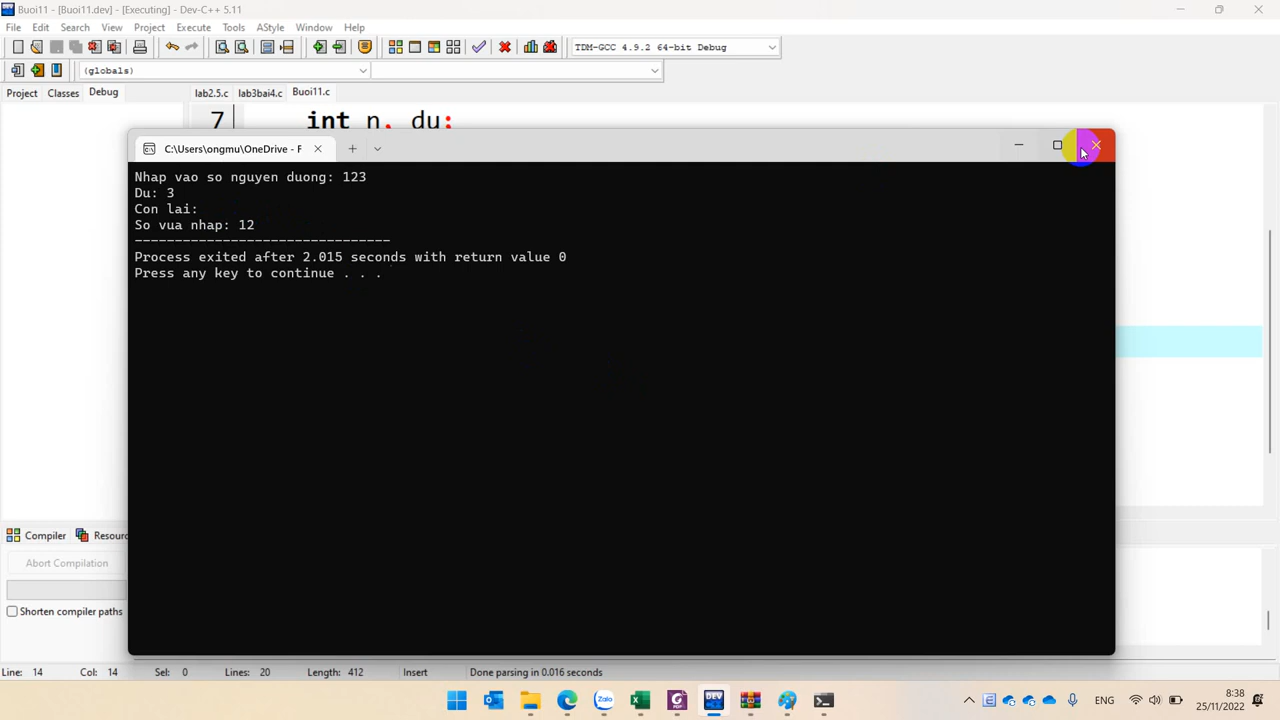 Buoi11 - [Buoi11.dev] - [Executing] - Dev-C++ 5.11
File Edit Search View Project Execute Tools AStyle Window Help
TDM-GCC 4.9.2 64-bit Debug
(globals)
Project Classes Debug lab2.5.c lab3bai4.c Buoi11.c
7 int n, du;
C:\Users\ongmu\OneDrive - F
Nhap vao so nguyen duong: 123
Du: 3
Con lai:
So vua nhap: 12
--------------------------------
Process exited after 2.015 seconds with return value 0
Press any key to continue . . .
Compiler
Abort Compilation
Shorten compiler paths
Line: 14 Col: 14 Sel: 0 Lines: 20 Length: 412 Insert Done parsing in 0.016 seconds
Zalo PDF DEV ENG 8:38
25/11/2022